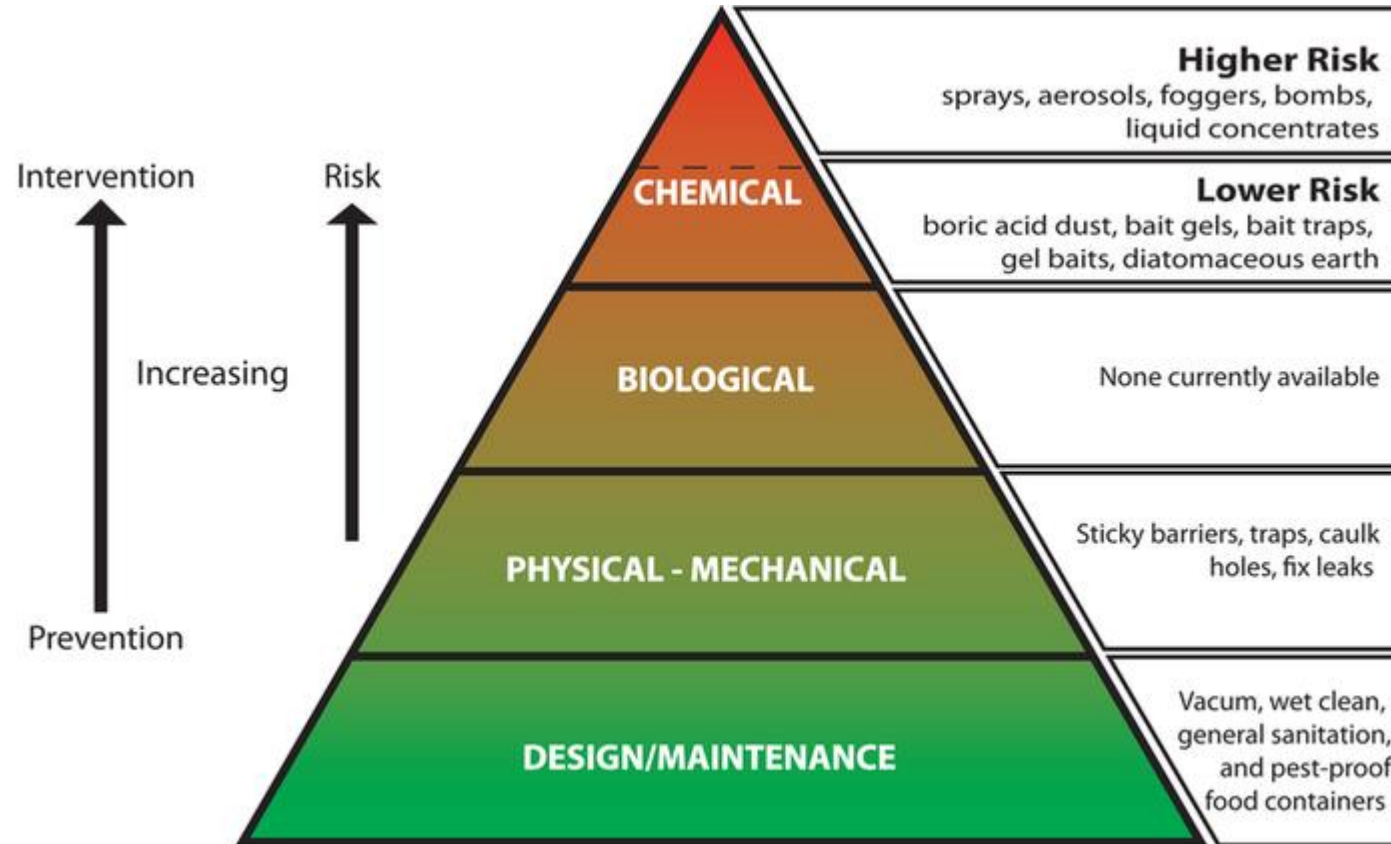 Higher Risk
sprays, aerosols, foggers, bombs,
liquid concentrates
Intervention
Risk
CHEMICAL
Lower Risk
boric acid dust, bait gels, bait traps,
gel baits, diatomaceous earth
Increasing
BIOLOGICAL
None currently available
PHYSICAL - MECHANICAL
Sticky barriers, traps, caulk
holes, fix leaks
Prevention
DESIGN/MAINTENANCE
Vacum, wet clean,
general sanitation,
and pest-proof
food containers